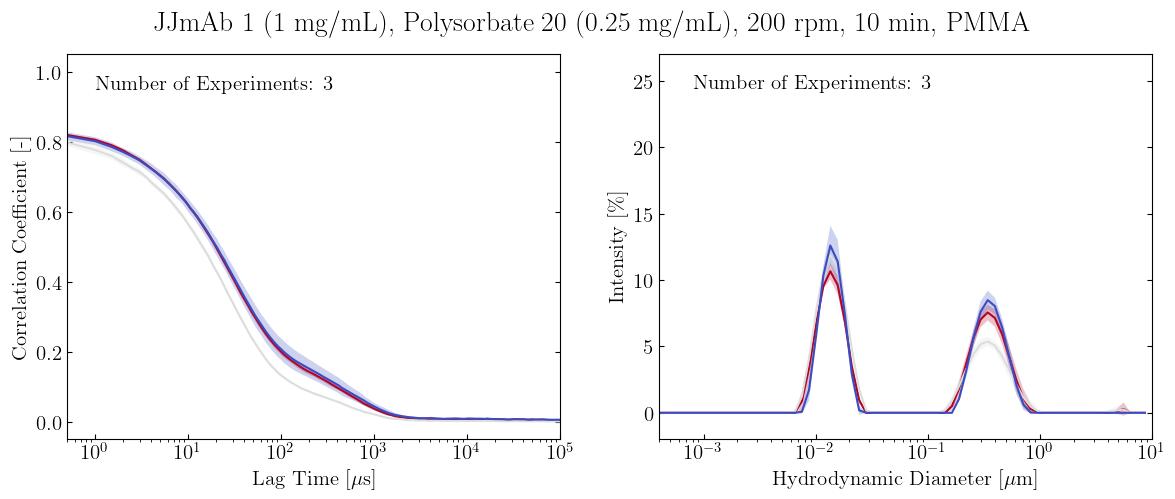 JJmAb 1 (1 mg/mL), Polysorbate 20 (0.25 mg/mL), 200 rpm, 10 min, PMMA
Number of Experiments: 3
Correlation Coefficient [-]
1.0
0.8
0.6
0.4
0.2
0.0
10⁰ 10¹ 10² 10³ 10⁴ 10⁵
Lag Time [μs]
Number of Experiments: 3
Intensity [%]
25
20
15
10
5
0
10⁻³ 10⁻² 10⁻¹ 10⁰ 10¹
Hydrodynamic Diameter [μm]